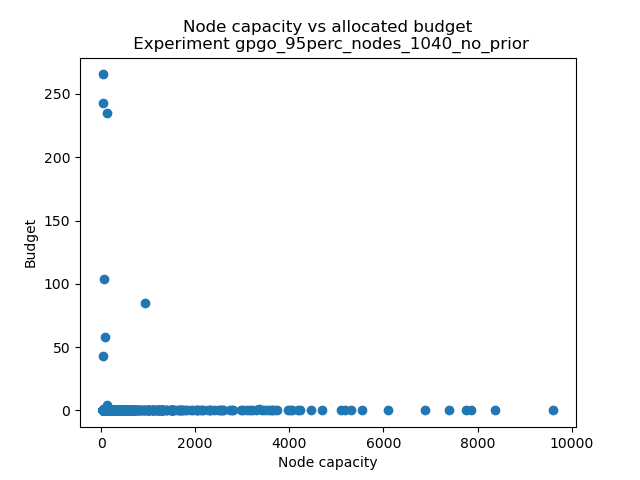 Node capacity vs allocated budget
Experiment gpgo_95perc_nodes_1040_no_prior
250
200
150
100
50
0
Budget
0 2000 4000 6000 8000 10000
Node capacity